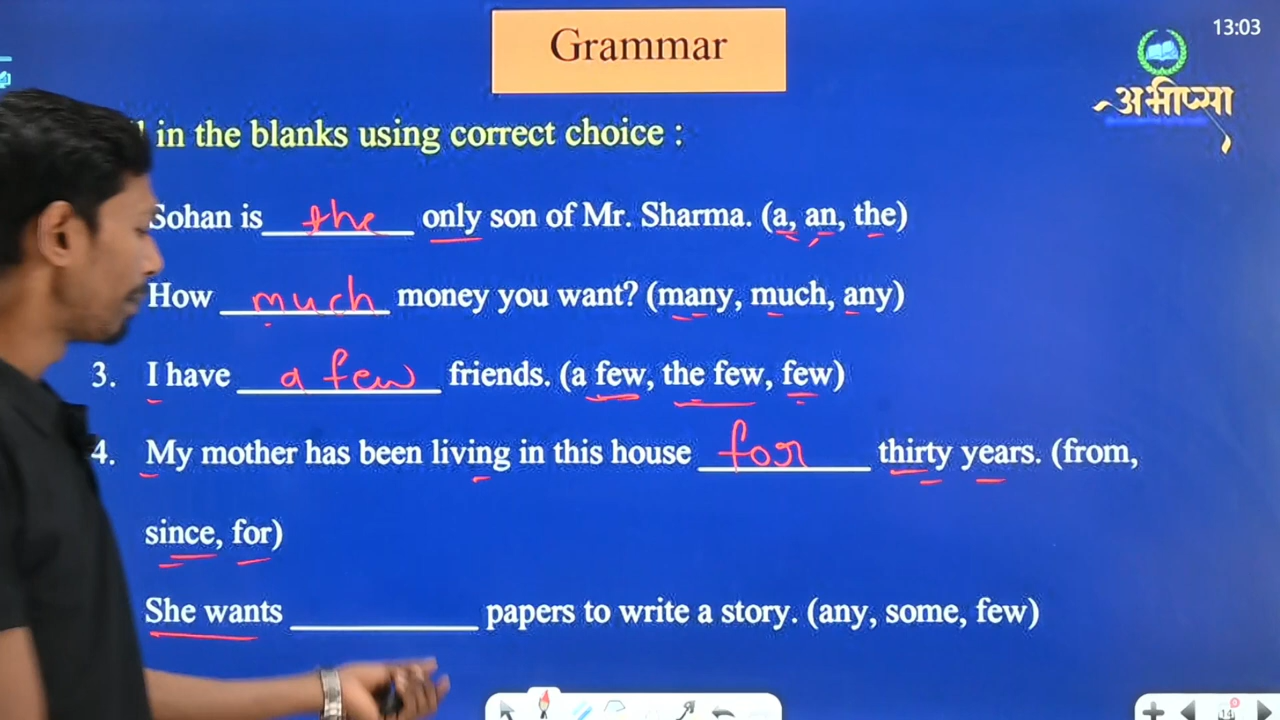 Grammar
13:03
अभीप्सा
in the blanks using correct choice :
Sohan is the only son of Mr. Sharma. (a, an, the)
How much money you want? (many, much, any)
3. I have a few friends. (a few, the few, few)
4. My mother has been living in this house for thirty years. (from,
since, for)
She wants __________ papers to write a story. (any, some, few)
14